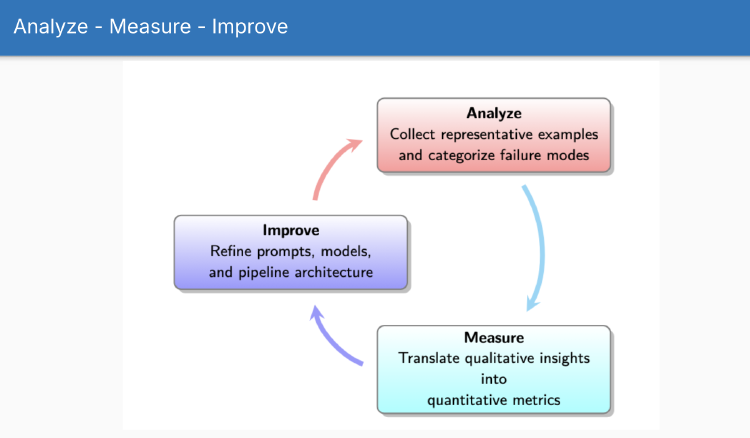 Analyze - Measure - Improve
Analyze
Collect representative examples
and categorize failure modes
Improve
Refine prompts, models,
and pipeline architecture
Measure
Translate qualitative insights
into
quantitative metrics